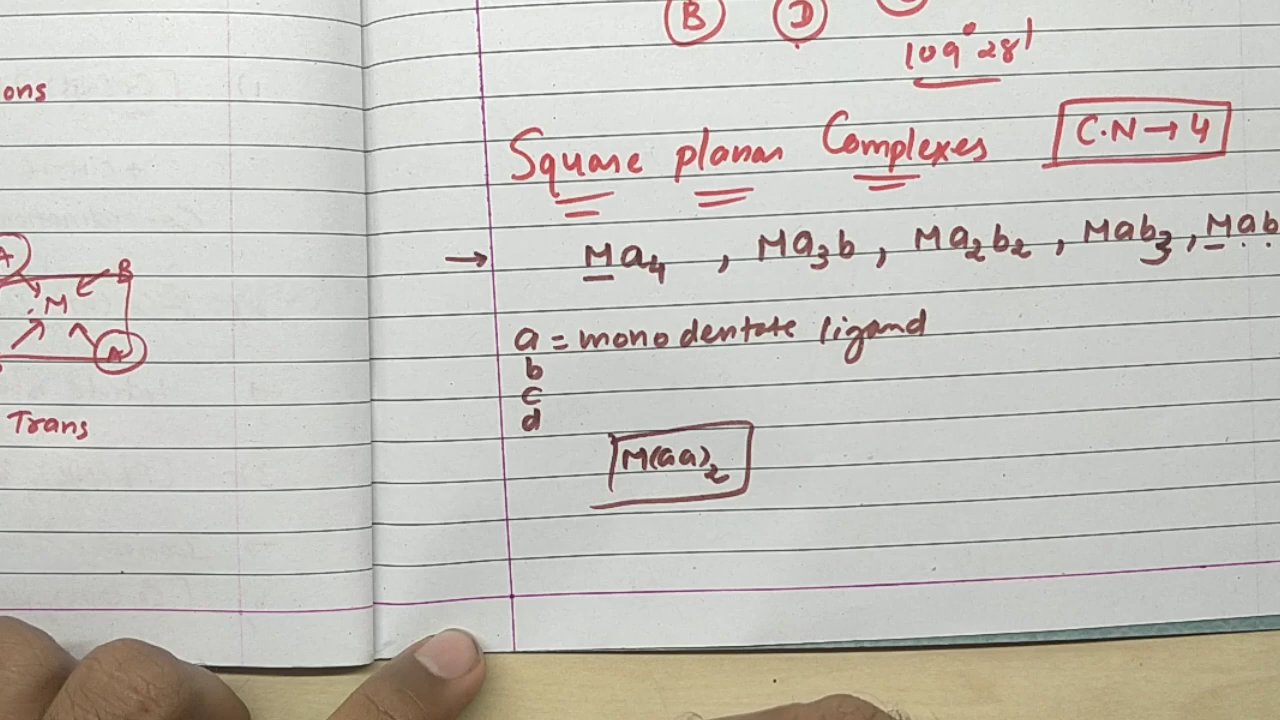 ons
A
B
M
A
Trans
B D
109°28'
Square planar Complexes
C.N → 4
→ Ma₄ , Ma₃b , Ma₂b₂ , Mab₃ , Mab
a = monodentate ligand
b
c
d
M(aa)₂